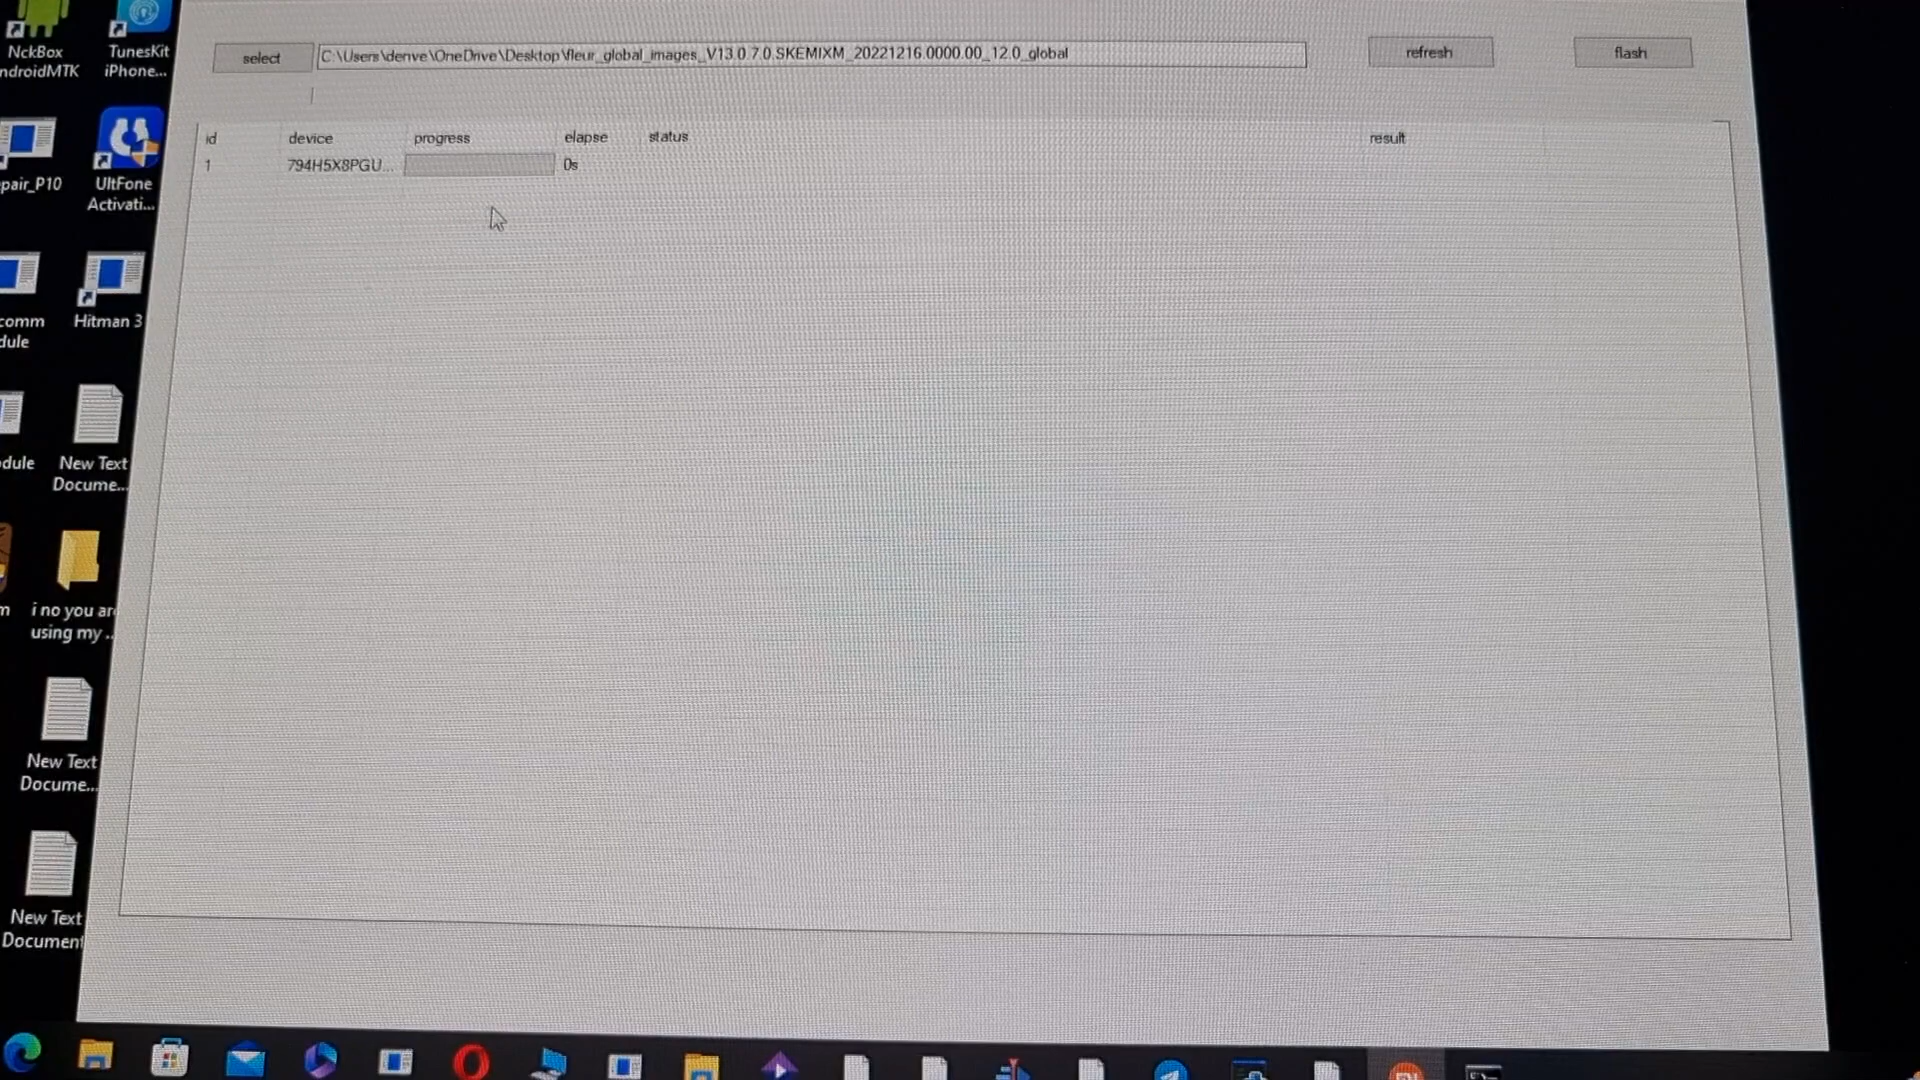 NckBox
ndroidMTK
TunesKit
iPhone...
select
C:\Users\denve\OneDrive\Desktop\fleur_global_images_V13.0.7.0.SKEMIXM_20221216.0000.00_12.0_global
refresh
flash
id device progress elapse status result
1 794H5X8PGU... 0s
pair_P10
UltFone
Activati...
comm
dule
Hitman 3
dule
New Text
Docume...
m
i no you are
using my ..
New Text
Docume...
New Text
Document